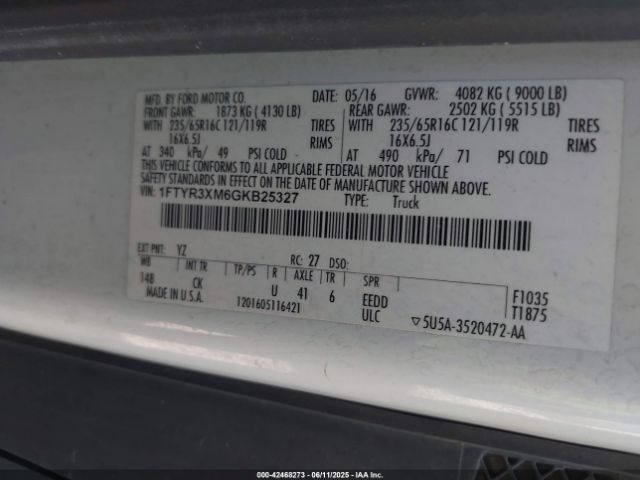 MFD. BY FORD MOTOR CO. DATE: 05/16 GVWR: 4082 KG ( 9000 LB)
FRONT GAWR: 1873 KG ( 4130 LB) REAR GAWR: 2502 KG ( 5515 LB)
WITH 235/65R16C 121/119R TIRES WITH 235/65R16C 121/119R TIRES
16X6.5J RIMS 16X6.5J RIMS
AT 340 kPa/ 49 PSI COLD AT 490 kPa/ 71 PSI COLD
THIS VEHICLE CONFORMS TO ALL APPLICABLE FEDERAL MOTOR VEHICLE
SAFETY STANDARDS IN EFFECT ON THE DATE OF MANUFACTURE SHOWN ABOVE.
VIN: 1FTYR3XM6GKB25327 TYPE: Truck
EXT PNT: YZ RC: 27 DSO:
WB INT TR TP/PS R AXLE TR SPR
148 CK U 41 6 EEDD F1035
MADE IN U.S.A. 1201605116421 ULC T1875
▽5U5A-3520472-AA
000-42468273 - 06/11/2025 - IAAI.COM